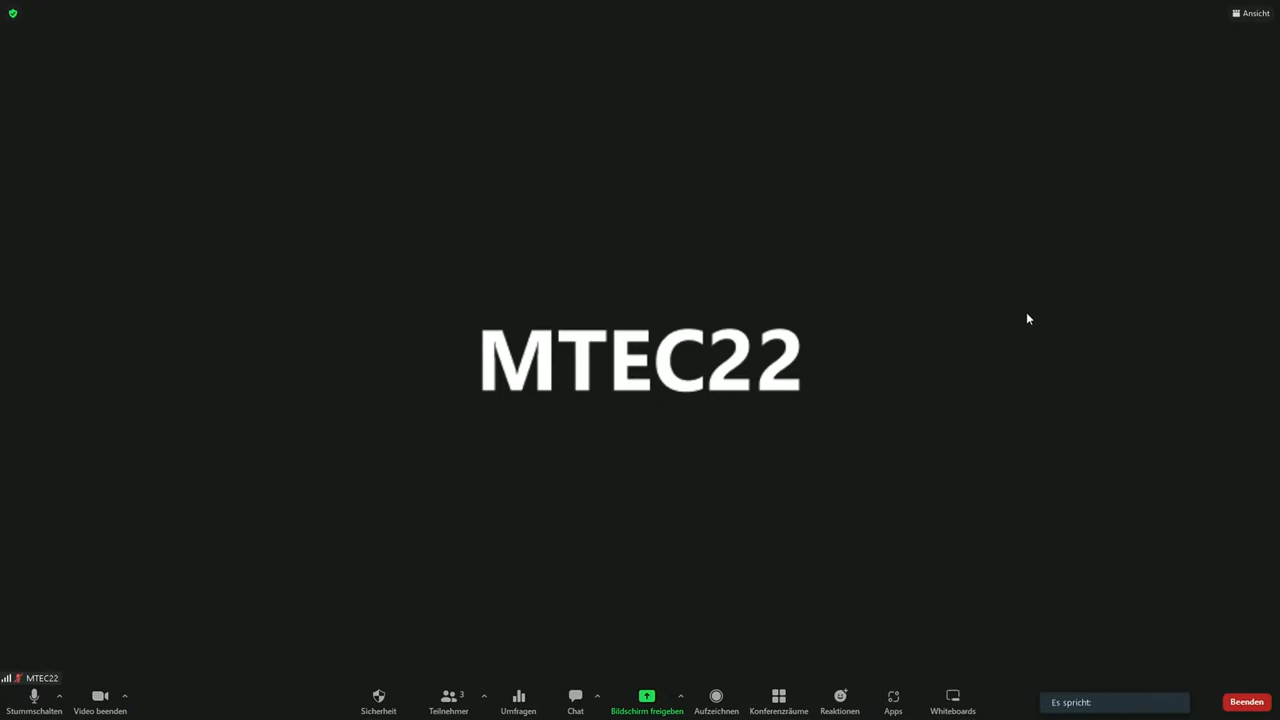 Ansicht
MTEC22
MTEC22
Stummschalten
Video beenden
Sicherheit
Teilnehmer
3
Umfragen
Chat
Bildschirm freigeben
Aufzeichnen
Konferenzräume
Reaktionen
Apps
Whiteboards
Es spricht:
Beenden